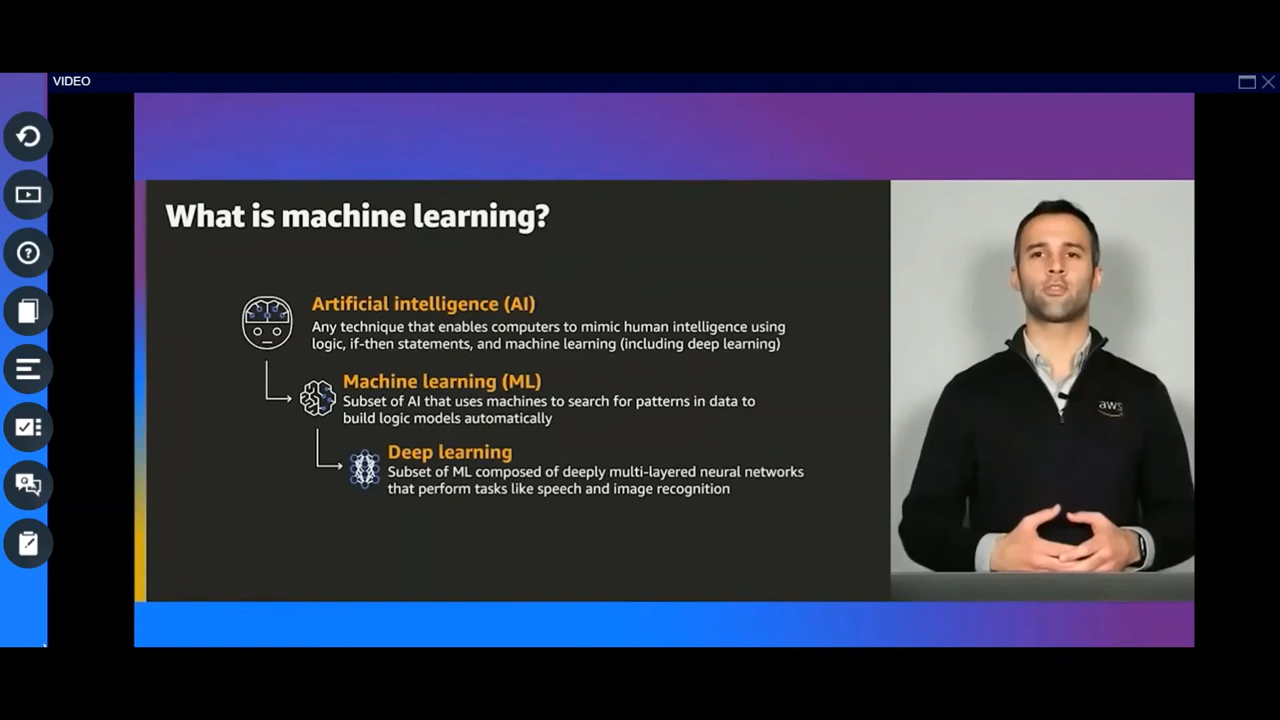 VIDEO
What is machine learning?
Artificial intelligence (AI)
Any technique that enables computers to mimic human intelligence using
logic, if-then statements, and machine learning (including deep learning)
Machine learning (ML)
Subset of AI that uses machines to search for patterns in data to
build logic models automatically
Deep learning
Subset of ML composed of deeply multi-layered neural networks
that perform tasks like speech and image recognition
aws